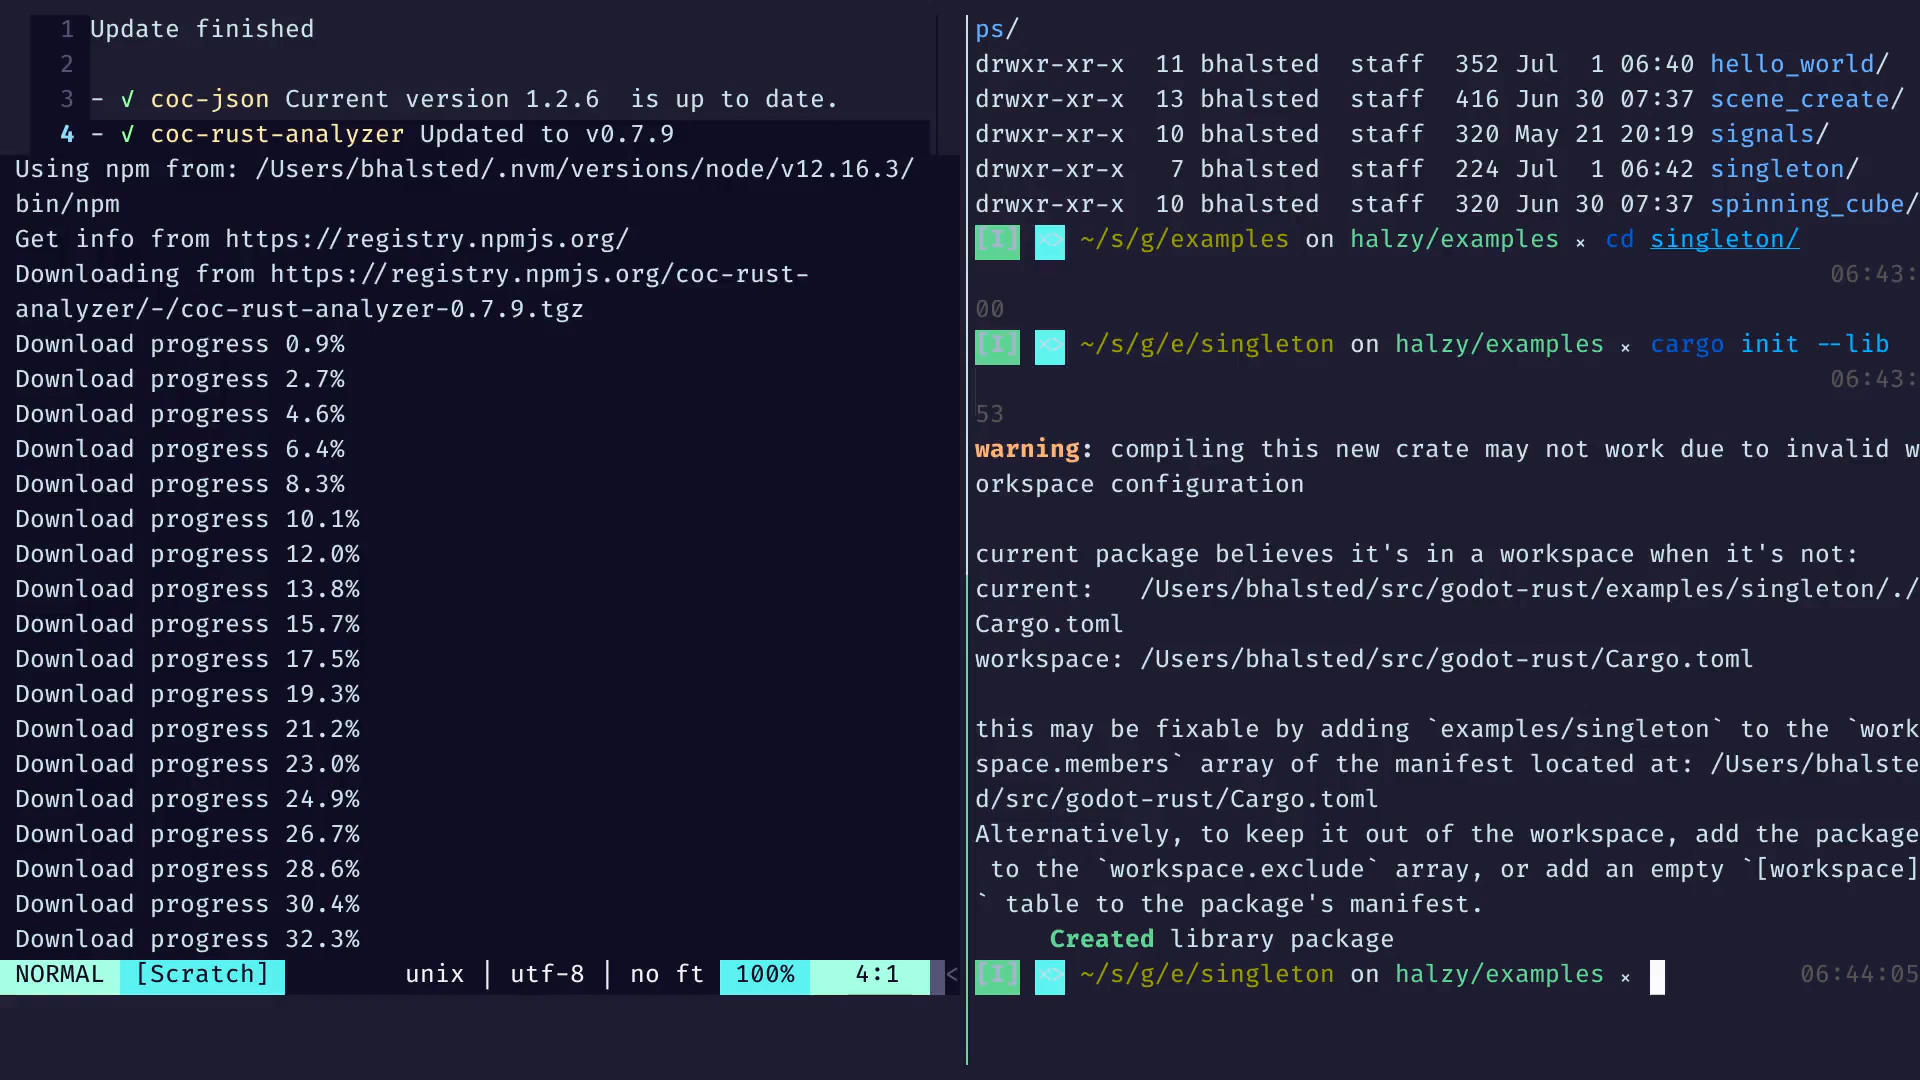 1 Update finished
2
3 - √ coc-json Current version 1.2.6  is up to date.
4 - √ coc-rust-analyzer Updated to v0.7.9
Using npm from: /Users/bhalsted/.nvm/versions/node/v12.16.3/
bin/npm
Get info from https://registry.npmjs.org/
Downloading from https://registry.npmjs.org/coc-rust-
analyzer/-/coc-rust-analyzer-0.7.9.tgz
Download progress 0.9%
Download progress 2.7%
Download progress 4.6%
Download progress 6.4%
Download progress 8.3%
Download progress 10.1%
Download progress 12.0%
Download progress 13.8%
Download progress 15.7%
Download progress 17.5%
Download progress 19.3%
Download progress 21.2%
Download progress 23.0%
Download progress 24.9%
Download progress 26.7%
Download progress 28.6%
Download progress 30.4%
Download progress 32.3%
NORMAL [Scratch] unix | utf-8 | no ft 100% 4:1 <
ps/
drwxr-xr-x  11 bhalsted  staff  352 Jul  1 06:40 hello_world/
drwxr-xr-x  13 bhalsted  staff  416 Jun 30 07:37 scene_create/
drwxr-xr-x  10 bhalsted  staff  320 May 21 20:19 signals/
drwxr-xr-x   7 bhalsted  staff  224 Jul  1 06:42 singleton/
drwxr-xr-x  10 bhalsted  staff  320 Jun 30 07:37 spinning_cube/
[I] <> ~/s/g/examples on halzy/examples × cd singleton/
06:43:
00
[I] <> ~/s/g/e/singleton on halzy/examples × cargo init --lib
06:43:
53
warning: compiling this new crate may not work due to invalid w
orkspace configuration
current package believes it's in a workspace when it's not:
current:   /Users/bhalsted/src/godot-rust/examples/singleton/./
Cargo.toml
workspace: /Users/bhalsted/src/godot-rust/Cargo.toml
this may be fixable by adding `examples/singleton` to the `work
space.members` array of the manifest located at: /Users/bhalste
d/src/godot-rust/Cargo.toml
Alternatively, to keep it out of the workspace, add the package
to the `workspace.exclude` array, or add an empty `[workspace]
` table to the package's manifest.
Created library package
[I] <> ~/s/g/e/singleton on halzy/examples × 06:44:05